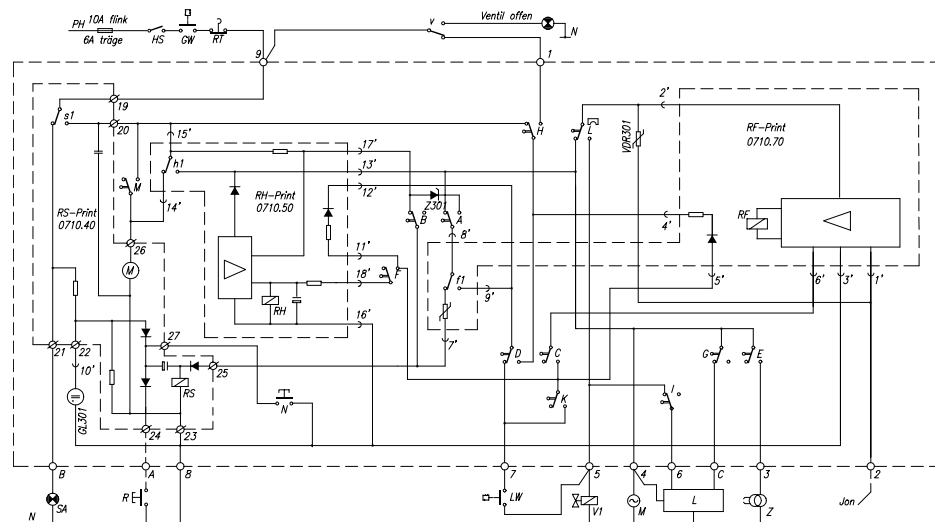 PH 10A flink
6A träge
HS
GW
RT
9
v
Ventil offen
N
1
19
s1
20
15'
17'
H
L
2'
VDR301
RF-Print
0710.70
M
h1
13'
12'
Z301
RS-Print
0710.40
14'
RH-Print
0710.50
B
A
8'
4'
RF
26
11'
F
f1
5'
6'
3'
1'
M
18'
RH
9'
16'
7'
21
22
27
25
D
C
G
E
10'
RS
I
K
N
GL301
24
23
B
A
8
7
5
4
6
C
3
2
SA
N
R
LW
V1
M
L
Z
Jon